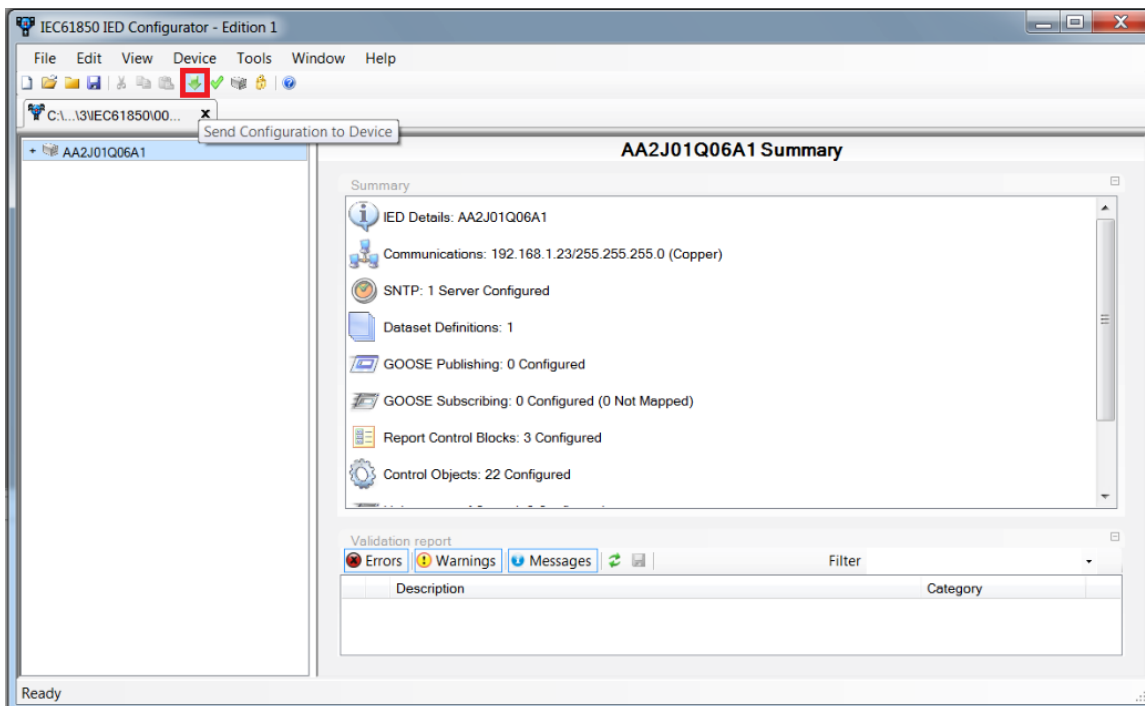 IEC61850 IED Configurator - Edition 1
File Edit View Device Tools Window Help
C:\...\3\IEC61850\00... x
Send Configuration to Device
+ AA2J01Q06A1
AA2J01Q06A1 Summary
Summary
IED Details: AA2J01Q06A1
Communications: 192.168.1.23/255.255.255.0 (Copper)
SNTP: 1 Server Configured
Dataset Definitions: 1
GOOSE Publishing: 0 Configured
GOOSE Subscribing: 0 Configured (0 Not Mapped)
Report Control Blocks: 3 Configured
Control Objects: 22 Configured
Validation report
Errors Warnings Messages Filter
Description Category
Ready